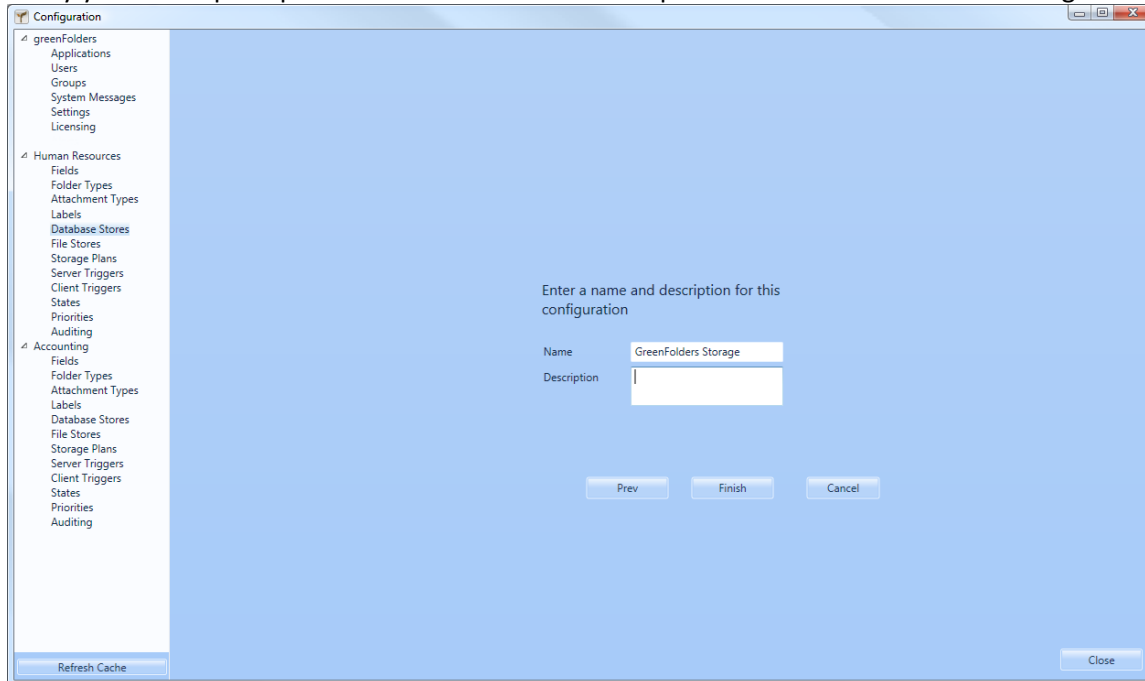 Configuration
greenFolders
Applications
Users
Groups
System Messages
Settings
Licensing
Human Resources
Fields
Folder Types
Attachment Types
Labels
Database Stores
File Stores
Storage Plans
Server Triggers
Client Triggers
States
Priorities
Auditing
Accounting
Fields
Folder Types
Attachment Types
Labels
Database Stores
File Stores
Storage Plans
Server Triggers
Client Triggers
States
Priorities
Auditing
Refresh Cache
Enter a name and description for this
configuration
Name GreenFolders Storage
Description
Prev Finish Cancel
Close